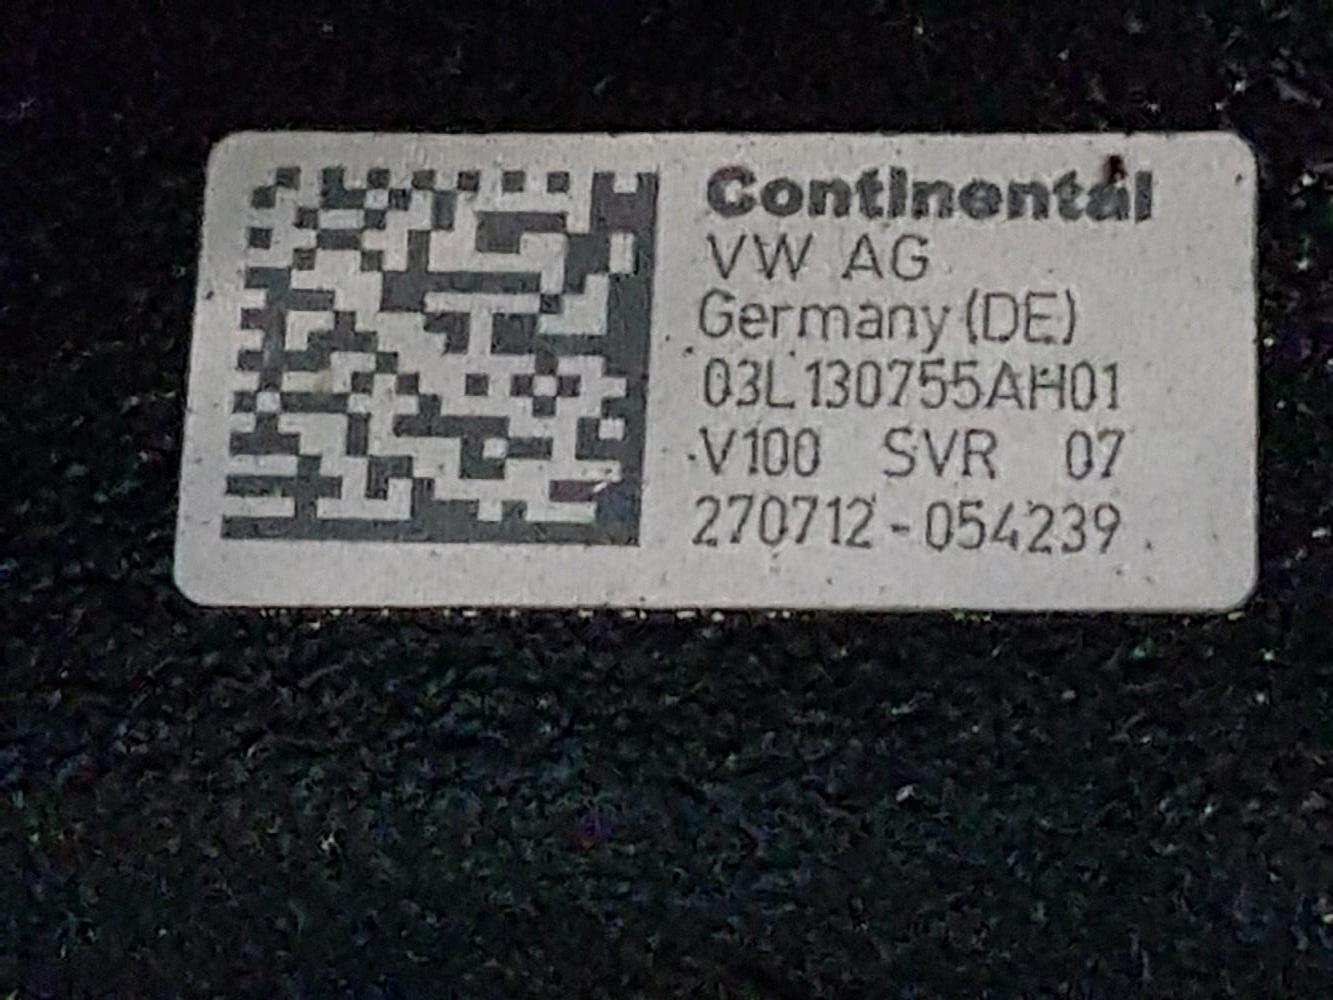 Continental
VW AG
Germany (DE)
03L130755AH01
V100 SVR 07
270712-054239